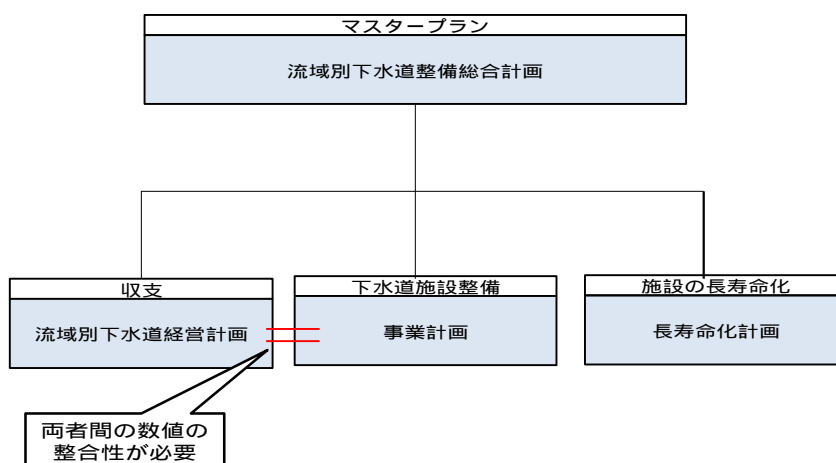 マスタープラン
流域別下水道整備総合計画
収支
流域別下水道経営計画
下水道施設整備
事業計画
施設の長寿命化
長寿命化計画
両者間の数値の
整合性が必要